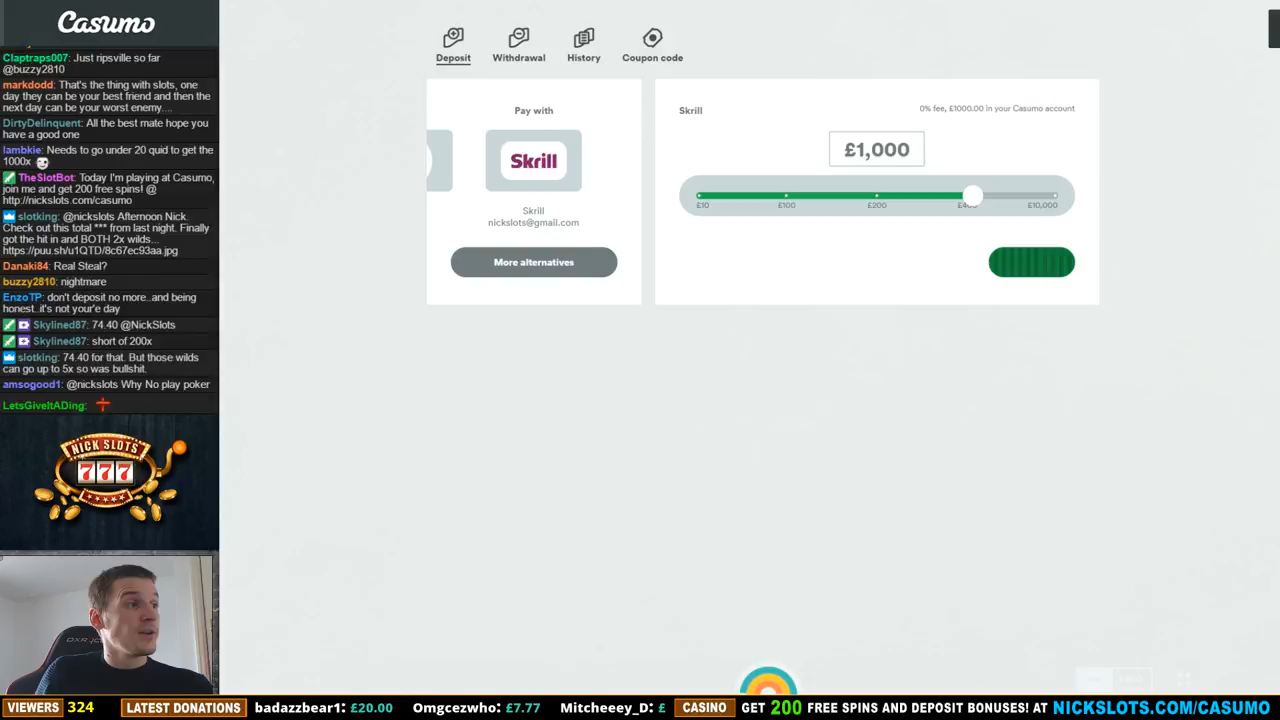 Casumo
Claptraps007: Just ripsville so far
@buzzy2810
markdodd: That's the thing with slots, one
day they can be your best friend and then the
next day can be your worst enemy....
DirtyDelinquent: All the best mate hope you
have a good one
lambkie: Needs to go under 20 quid to get the
1000x
TheSlotBot: Today I'm playing at Casumo,
join me and get 200 free spins! @
http://nickslots.com/casumo
slotking: @nickslots Afternoon Nick.
Check out this total *** from last night. Finally
got the hit in and BOTH 2x wilds...
https://puu.sh/u1QTD/8c67ec93aa.jpg
Danaki84: Real Steal?
buzzy2810: nightmare
EnzoTP: don't deposit no more..and being
honest..it's not your'e day
Skylined87: 74.40 @NickSlots
Skylined87: short of 200x
slotking: 74.40 for that. But those wilds
can go up to 5x so was bullshit.
amsogood1: @nickslots Why No play poker
LetsGiveItADing:
NICK SLOTS
777
DXR
Deposit
Withdrawal
History
Coupon code
Pay with
Skrill
Skrill
nickslots@gmail.com
More alternatives
Skrill
0% fee, £1000.00 in your Casumo account
£1,000
£10
£100
£200
£10,000
VIEWERS 324
LATEST DONATIONS badazzbear1: £20.00 Omgcezwho: £7.77 Mitcheeey_D: £
CASINO GET 200 FREE SPINS AND DEPOSIT BONUSES! AT NICKSLOTS.COM/CASUMO